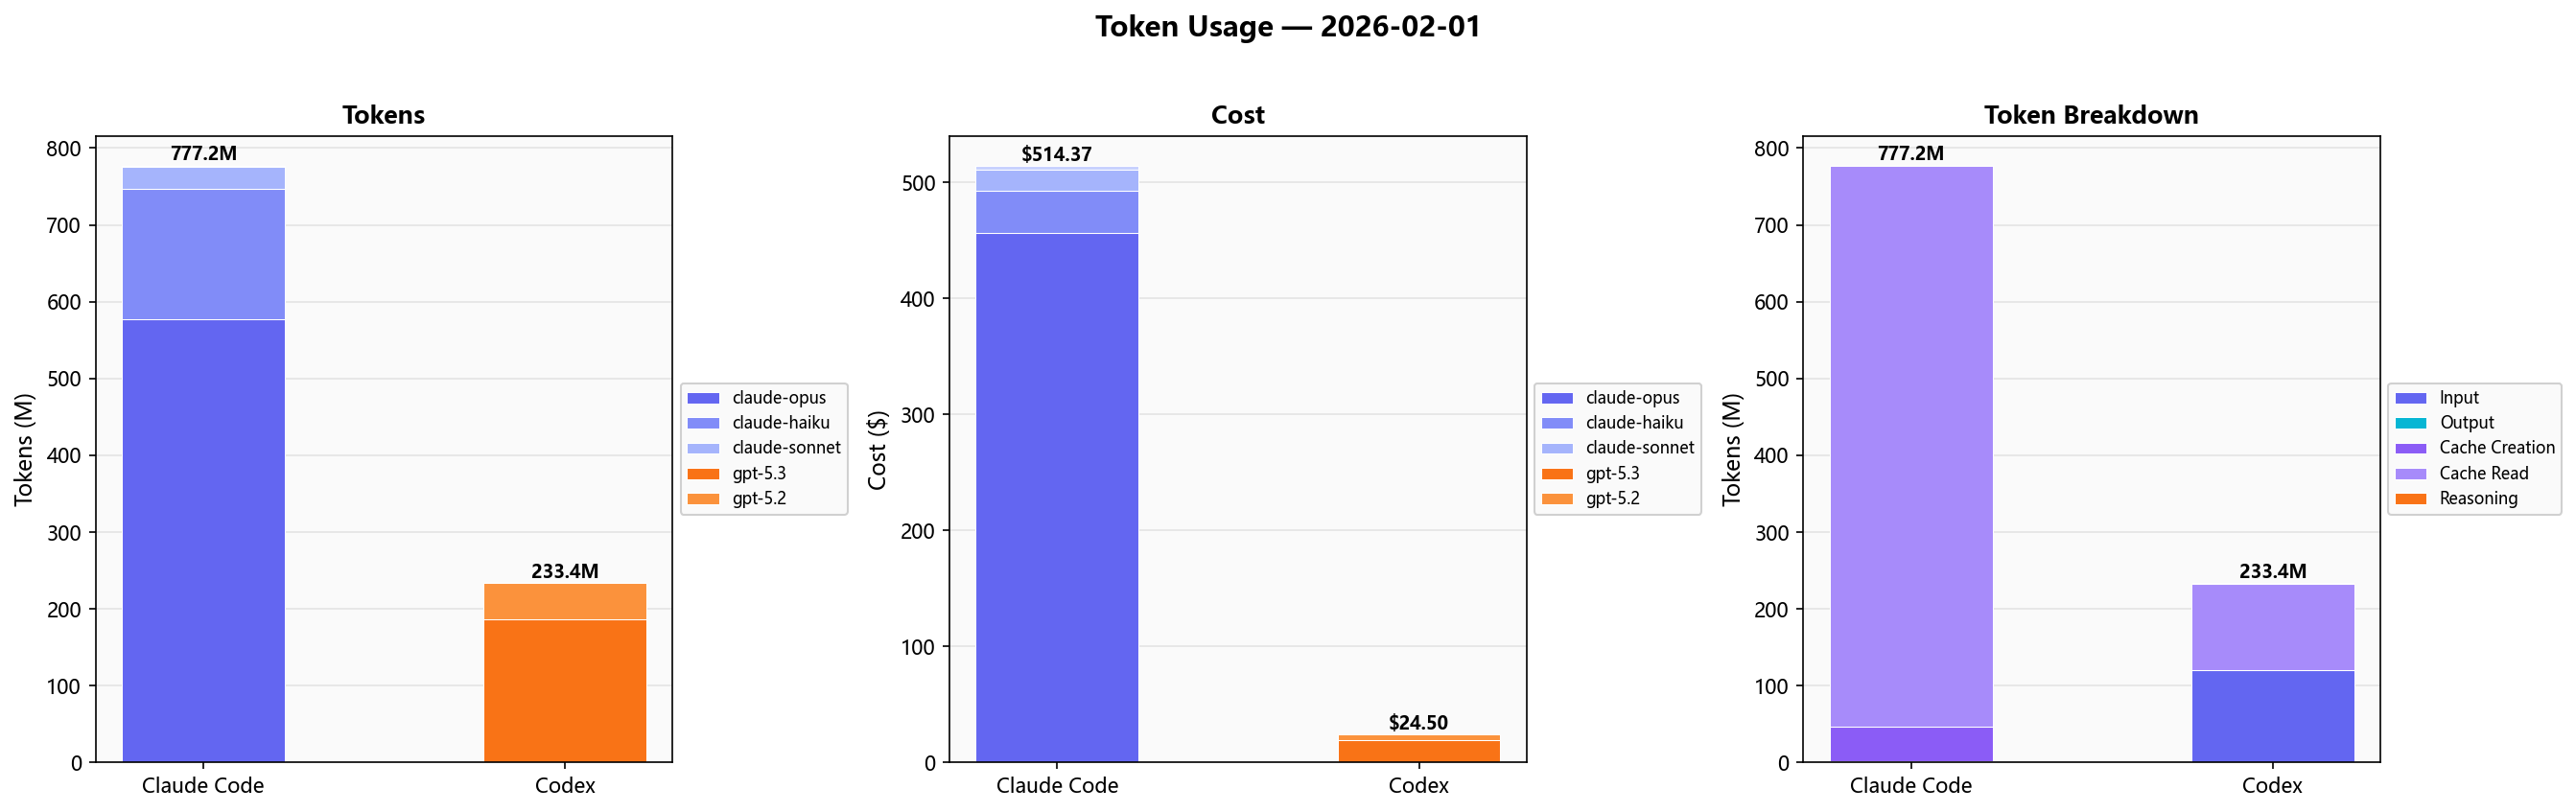 Token Usage — 2026-02-01
Tokens
Tokens (M)
800
700
600
500
400
300
200
100
0
777.2M
233.4M
Claude Code
Codex
claude-opus
claude-haiku
claude-sonnet
gpt-5.3
gpt-5.2
Cost
Cost ($)
500
400
300
200
100
0
$514.37
$24.50
Claude Code
Codex
claude-opus
claude-haiku
claude-sonnet
gpt-5.3
gpt-5.2
Token Breakdown
Tokens (M)
800
700
600
500
400
300
200
100
0
777.2M
233.4M
Claude Code
Codex
Input
Output
Cache Creation
Cache Read
Reasoning